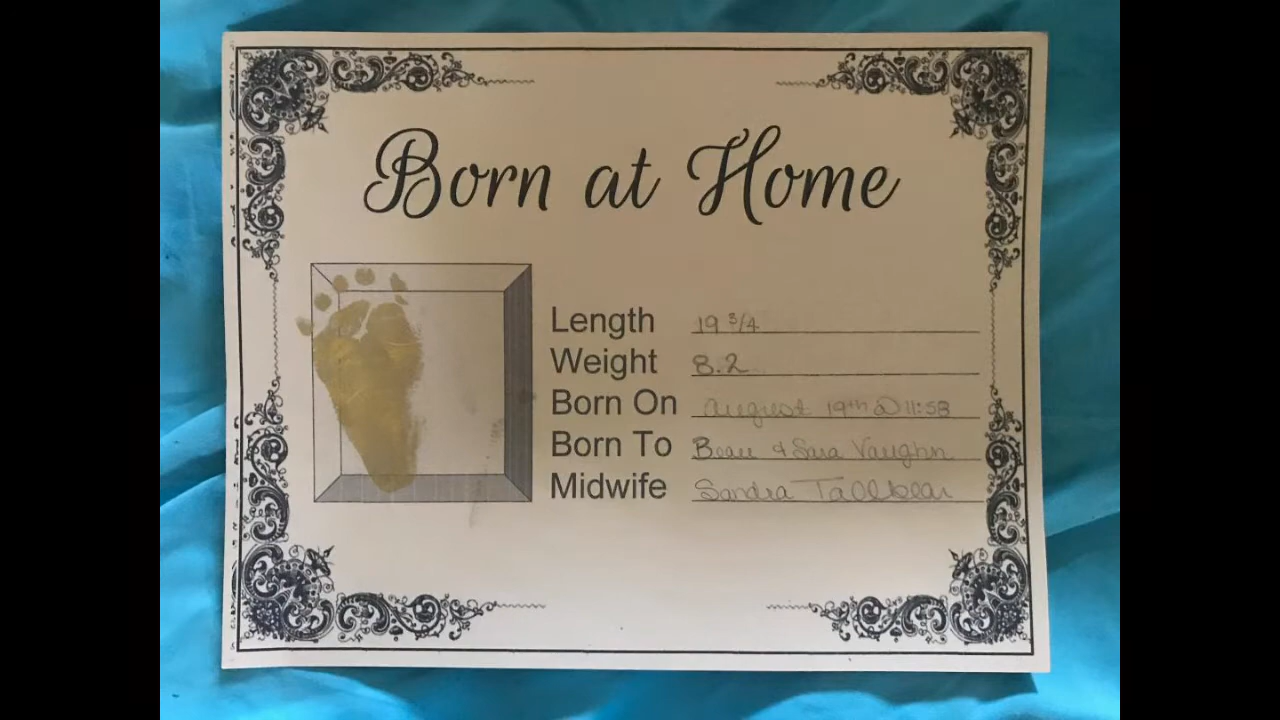 Born at Home
Length 19 3/4
Weight 8.2
Born On August 19th @ 11:58
Born To Beau & Sara Vaughn
Midwife Sandra Tallbear